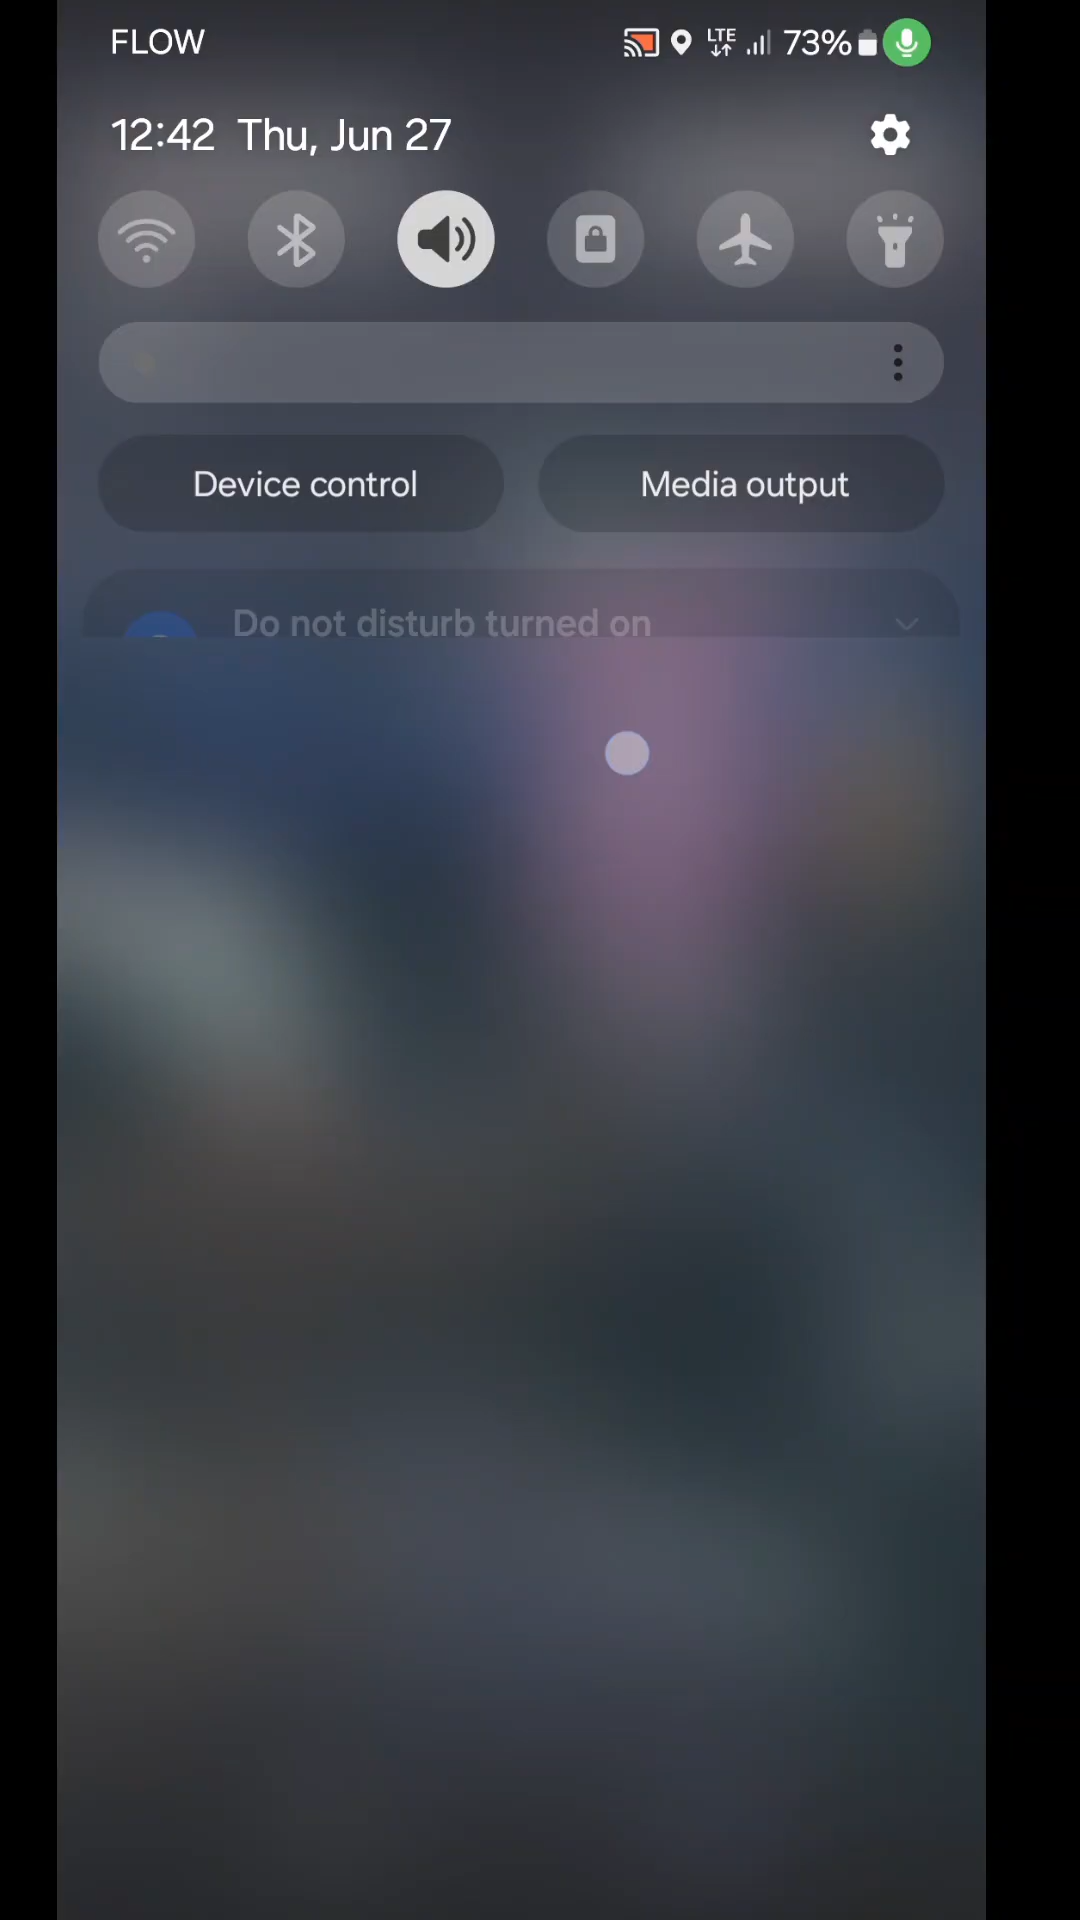 FLOW LTE 73%
12:42 Thu, Jun 27
Device control Media output
Do not disturb turned on